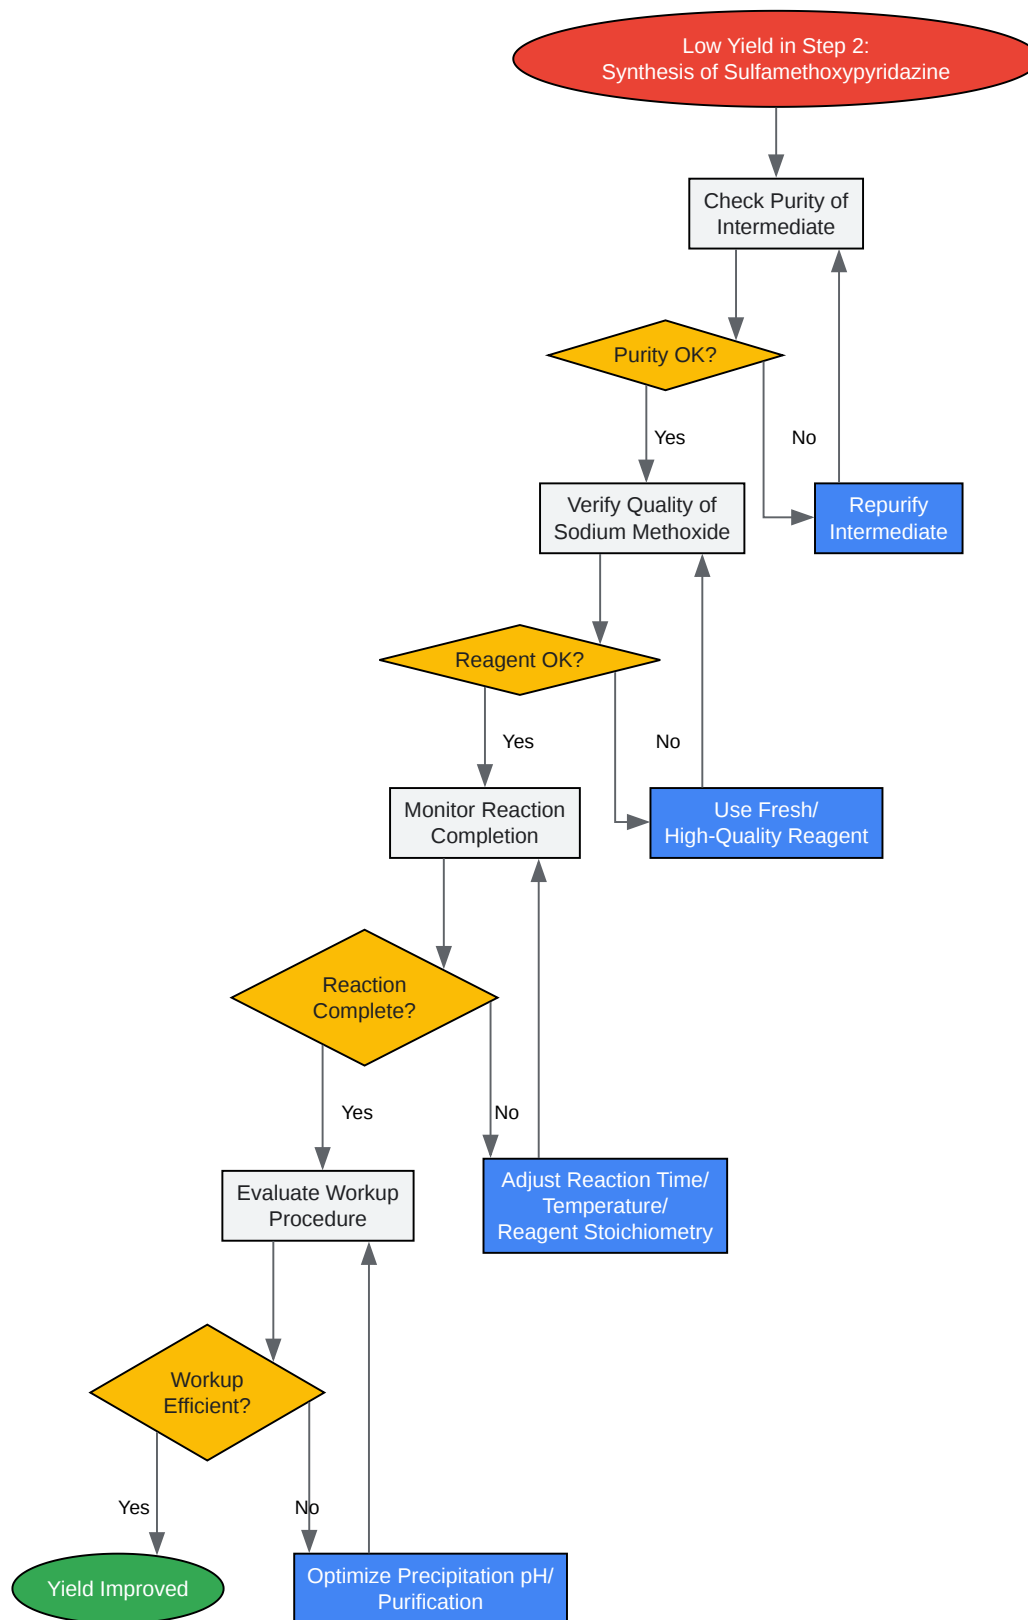 Low Yield in Step 2:
Synthesis of Sulfamethoxypyridazine
Check Purity of
Intermediate
Purity OK?
Yes
No
Verify Quality of
Sodium Methoxide
Repurify
Intermediate
Reagent OK?
Yes
No
Monitor Reaction
Completion
Use Fresh/
High-Quality Reagent
Reaction
Complete?
Yes
No
Evaluate Workup
Procedure
Adjust Reaction Time/
Temperature/
Reagent Stoichiometry
Workup
Efficient?
Yes
No
Yield Improved
Optimize Precipitation pH/
Purification